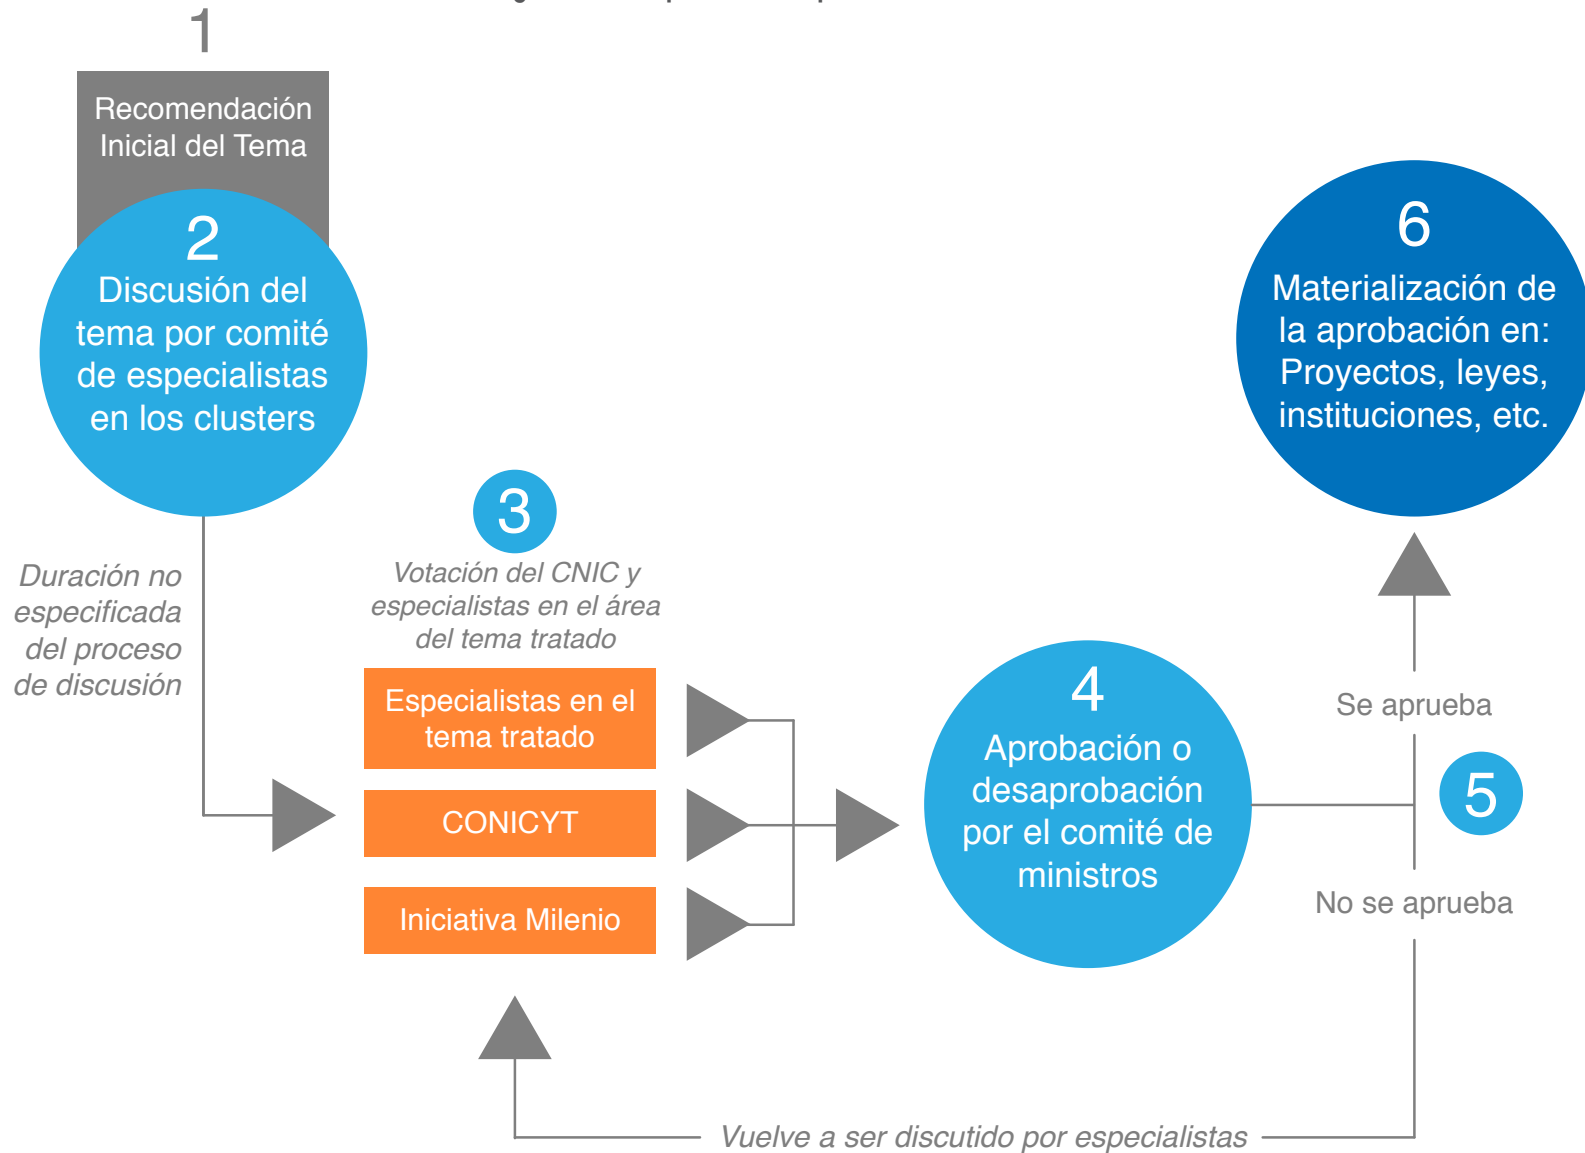 1
Recomendación
Inicial del Tema
2
Discusión del
tema por comité
de especialistas
en los clusters
Duración no
especificada
del proceso
de discusión
3
Votación del CNIC y
especialistas en el área
del tema tratado
Especialistas en el
tema tratado
CONICYT
Iniciativa Milenio
4
Aprobación o
desaprobación
por el comité de
ministros
5
Se aprueba
No se aprueba
Vuelve a ser discutido por especialistas
6
Materialización de
la aprobación en:
Proyectos, leyes,
instituciones, etc.